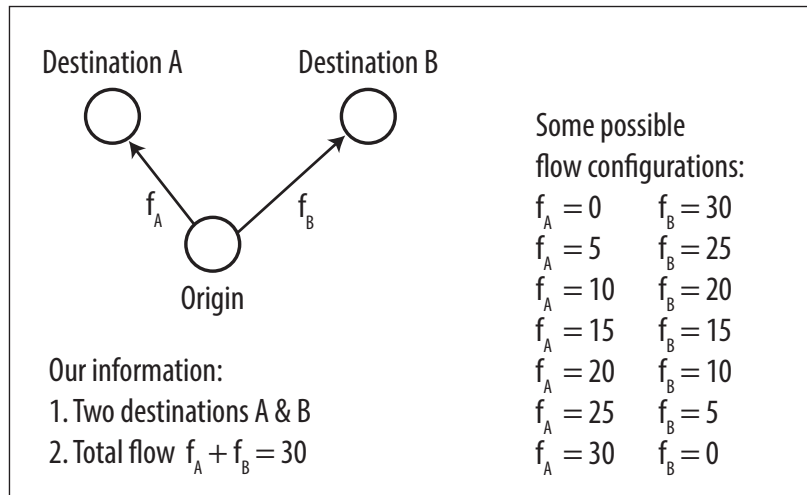 Destination A
Destination B
f_A
f_B
Origin
Our information:
1. Two destinations A & B
2. Total flow f_A + f_B = 30
Some possible
flow configurations:
f_A = 0 f_B = 30
f_A = 5 f_B = 25
f_A = 10 f_B = 20
f_A = 15 f_B = 15
f_A = 20 f_B = 10
f_A = 25 f_B = 5
f_A = 30 f_B = 0